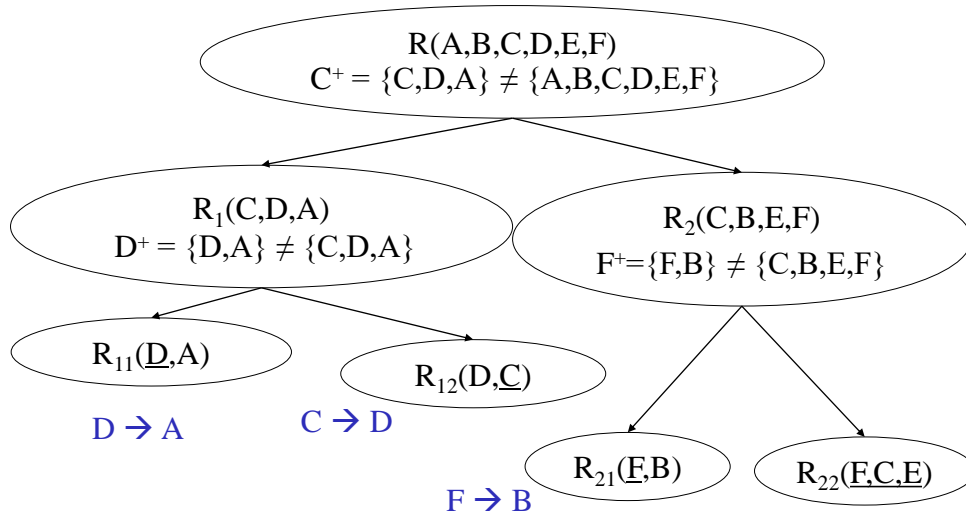 R(A,B,C,D,E,F)
C⁺ = {C,D,A} ≠ {A,B,C,D,E,F}
R₁(C,D,A)
D⁺ = {D,A} ≠ {C,D,A}
R₂(C,B,E,F)
F⁺={F,B} ≠ {C,B,E,F}
R₁₁(D,A)
R₁₂(D,C)
D → A
C → D
R₂₁(F,B)
R₂₂(F,C,E)
F → B